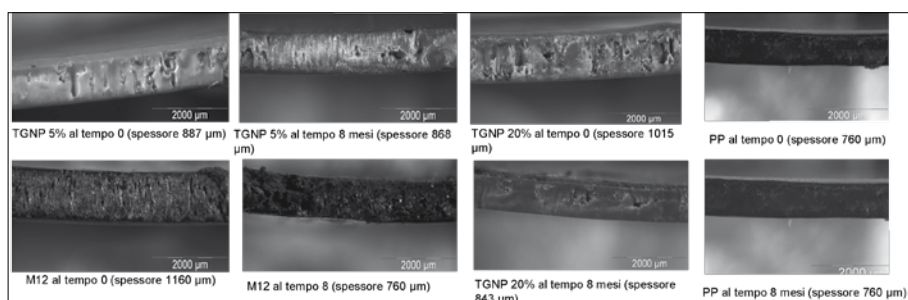 2000 µm
2000 µm
2000 µm
2000 µm
TGNP 5% al tempo 0 (spessore 887 µm)
TGNP 5% al tempo 8 mesi (spessore 868
µm)
TGNP 20% al tempo 0 (spessore 1015
µm)
PP al tempo 0 (spessore 760 µm)
2000 µm
2000 µm
2000 µm
2000 µm
M12 al tempo 0 (spessore 1160 µm)
M12 al tempo 8 (spessore 760 µm)
TGNP 20% al tempo 8 mesi (spessore
843 µm)
PP al tempo 8 mesi (spessore 760 µm)